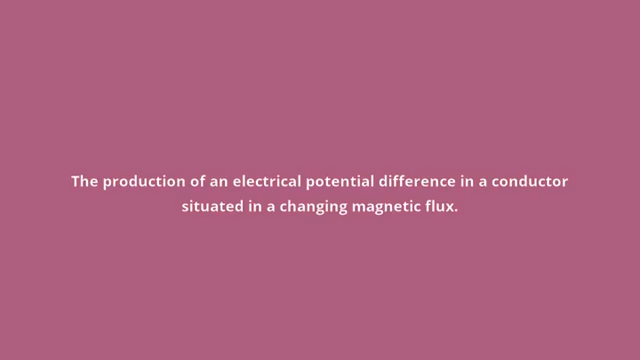 The production of an electrical potential difference in a conductor
situated in a changing magnetic flux.